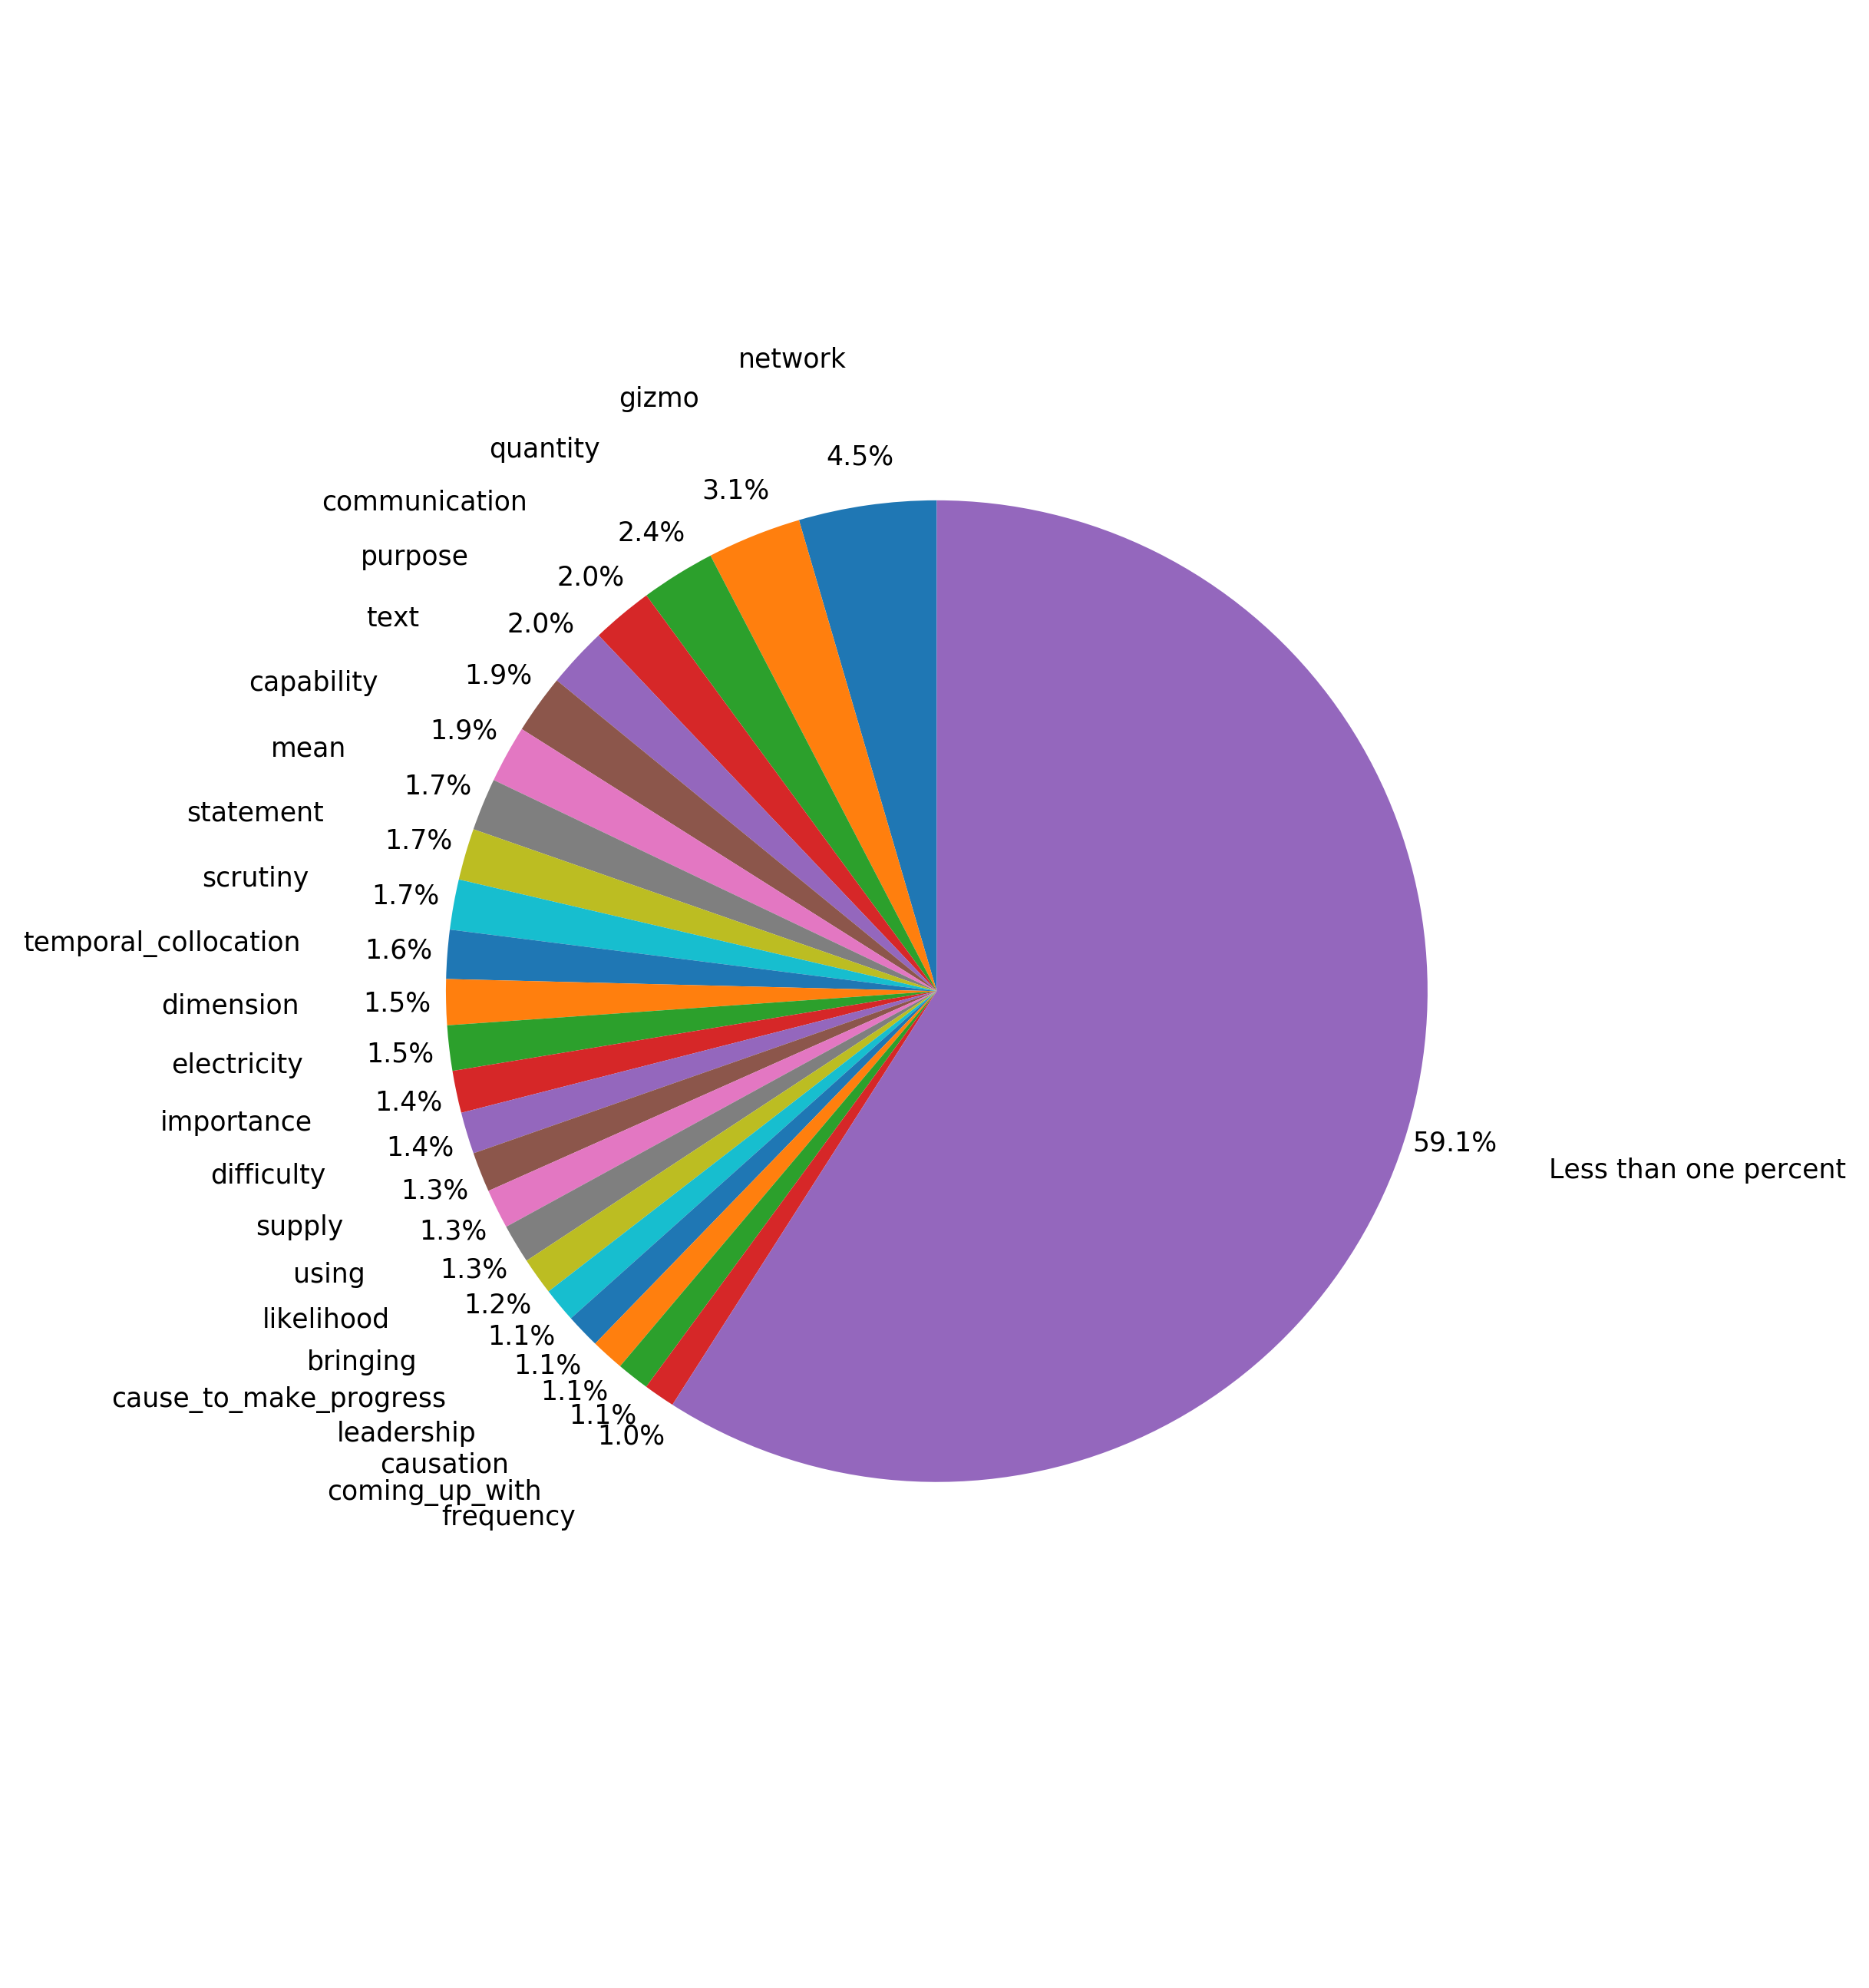 network
4.5%
gizmo
3.1%
quantity
2.4%
communication
2.0%
purpose
2.0%
text
1.9%
capability
1.9%
mean
1.7%
statement
1.7%
scrutiny
1.7%
temporal_collocation
1.6%
dimension
1.5%
electricity
1.5%
importance
1.4%
difficulty
1.4%
supply
1.3%
using
1.3%
likelihood
1.3%
bringing
1.2%
cause_to_make_progress
1.1%
leadership
1.1%
causation
1.1%
coming_up_with
1.1%
frequency
1.0%
59.1%
Less than one percent